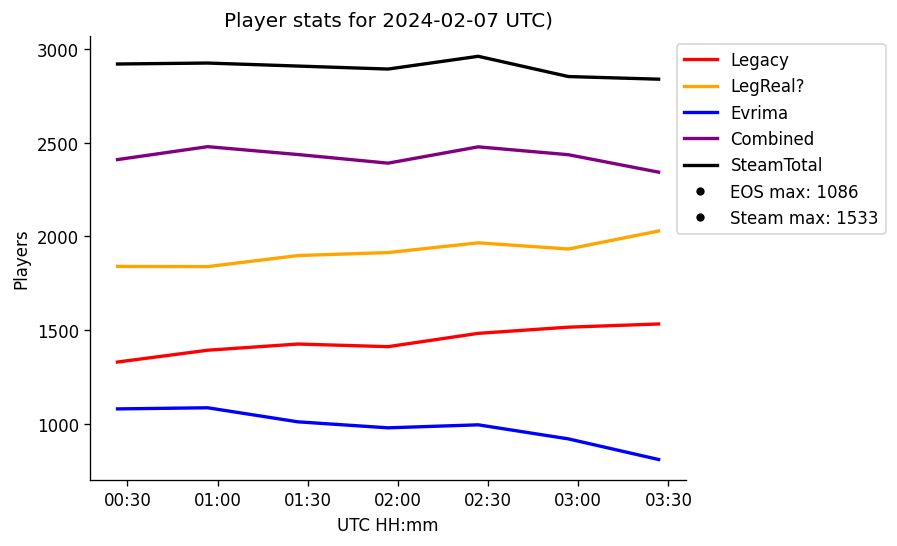 Player stats for 2024-02-07 UTC)
3000
2500
2000
1500
1000
Players
00:30 01:00 01:30 02:00 02:30 03:00 03:30
UTC HH:mm
Legacy
LegReal?
Evrima
Combined
SteamTotal
EOS max: 1086
Steam max: 1533